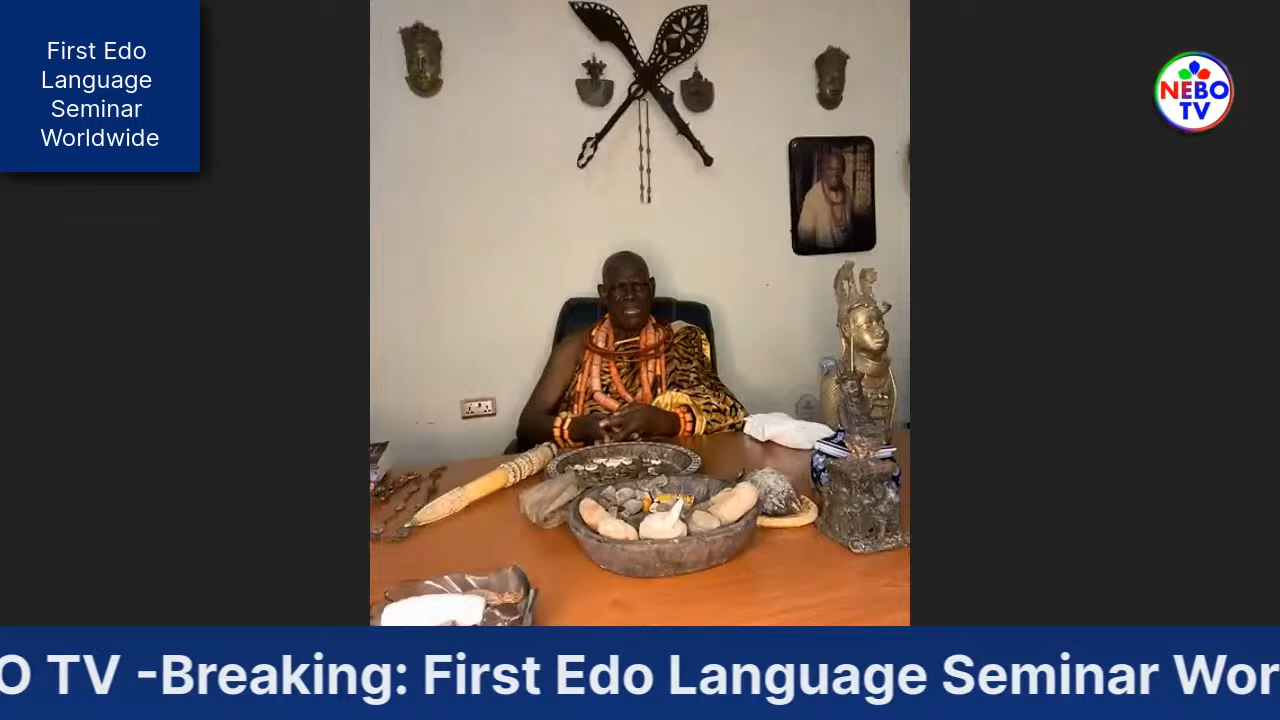 First Edo
Language
Seminar
Worldwide
NEBO
TV
O TV -Breaking: First Edo Language Seminar Wor